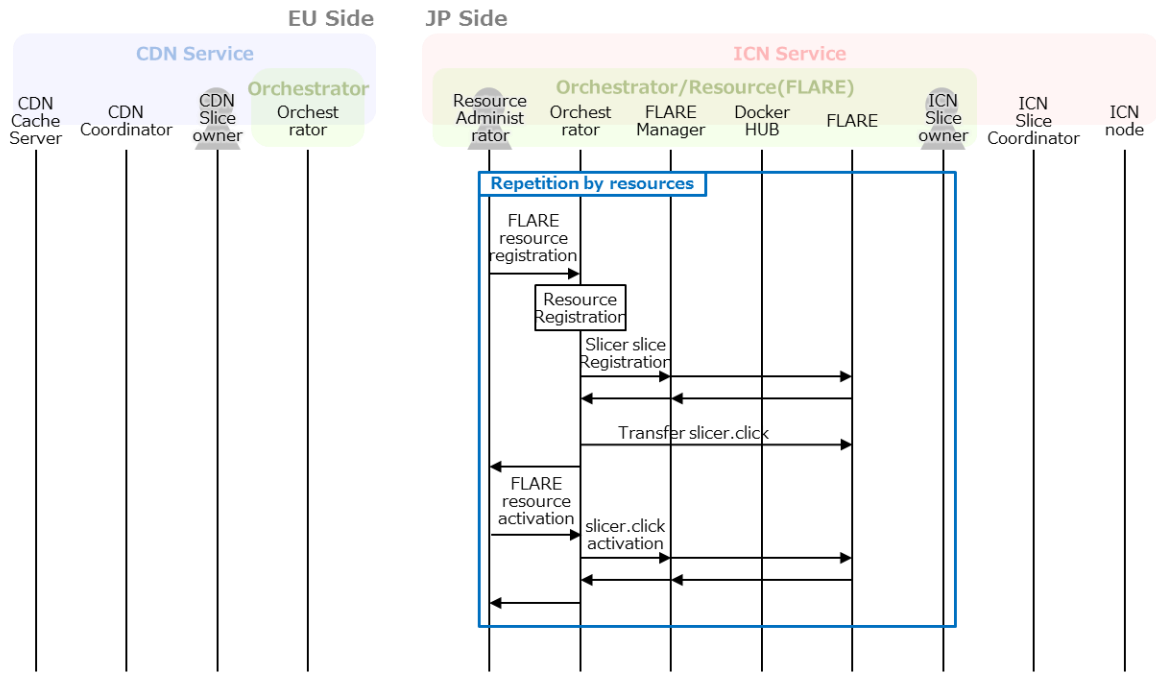 EU Side
JP Side
CDN Service
ICN Service
Orchestrator
Orchestrator/Resource(FLARE)
CDN
Cache
Server
CDN
Coordinator
CDN
Slice
owner
Orchest
rator
Resource
Administ
rator
Orchest
rator
FLARE
Manager
Docker
HUB
FLARE
ICN
Slice
owner
ICN
Slice
Coordinator
ICN
node
Repetition by resources
FLARE
resource
registration
Resource
Registration
Slicer slice
Registration
Transfer slicer.click
FLARE
resource
activation
slicer.click
activation